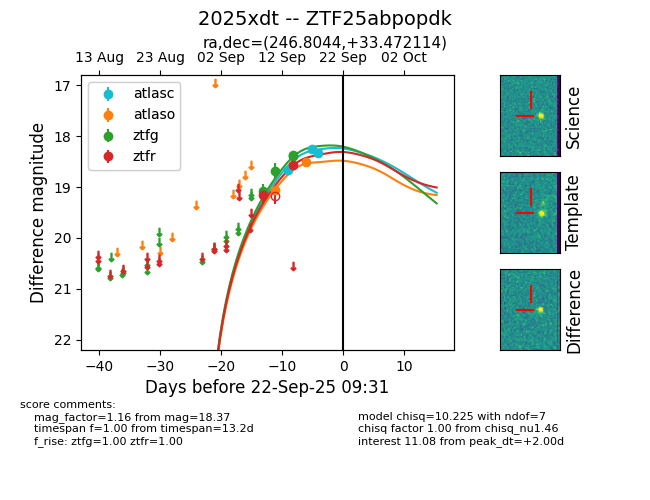 2025xdt -- ZTF25abpopdk
ra,dec=(246.8044,+33.472114)
13 Aug 23 Aug 02 Sep 12 Sep 22 Sep 02 Oct
atlasc
atlaso
ztfg
ztfr
17
18
19
20
21
22
Difference magnitude
−40 −30 −20 −10 0 10
Days before 22-Sep-25 09:31
Science
Template
Difference
score comments:
mag_factor=1.16 from mag=18.37
timespan f=1.00 from timespan=13.2d
f_rise: ztfg=1.00 ztfr=1.00
model chisq=10.225 with ndof=7
chisq factor 1.00 from chisq_nu1.46
interest 11.08 from peak_dt=+2.00d